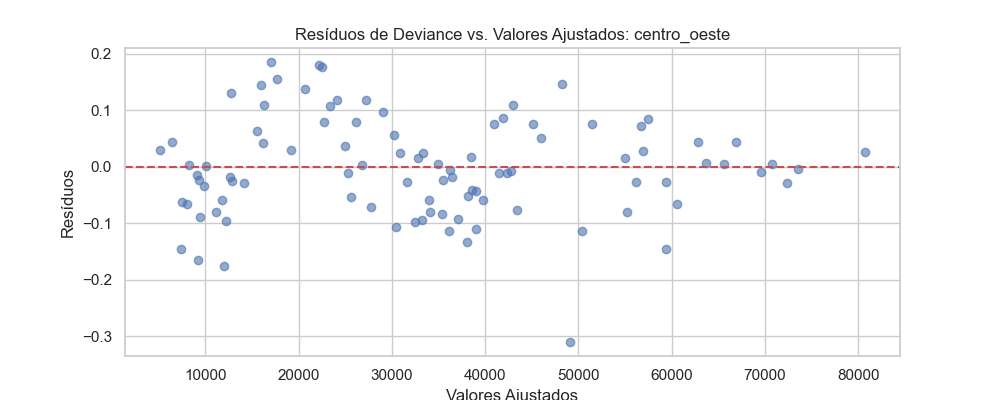 Resíduos de Deviance vs. Valores Ajustados: centro_oeste
0.2
0.1
0.0
−0.1
−0.2
−0.3
Resíduos
10000 20000 30000 40000 50000 60000 70000 80000
Valores Ajustados